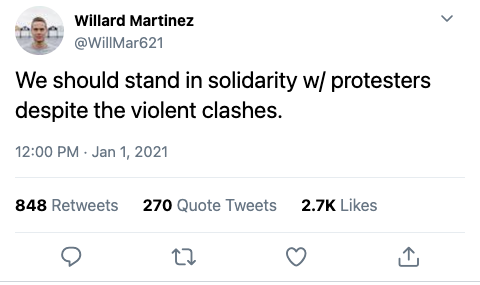 Willard Martinez
@WillMar621
We should stand in solidarity w/ protesters
despite the violent clashes.
12:00 PM · Jan 1, 2021
848 Retweets 270 Quote Tweets 2.7K Likes